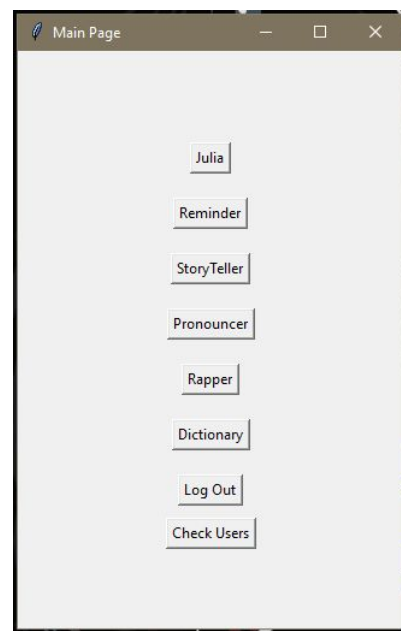 Main Page
Julia
Reminder
StoryTeller
Pronouncer
Rapper
Dictionary
Log Out
Check Users